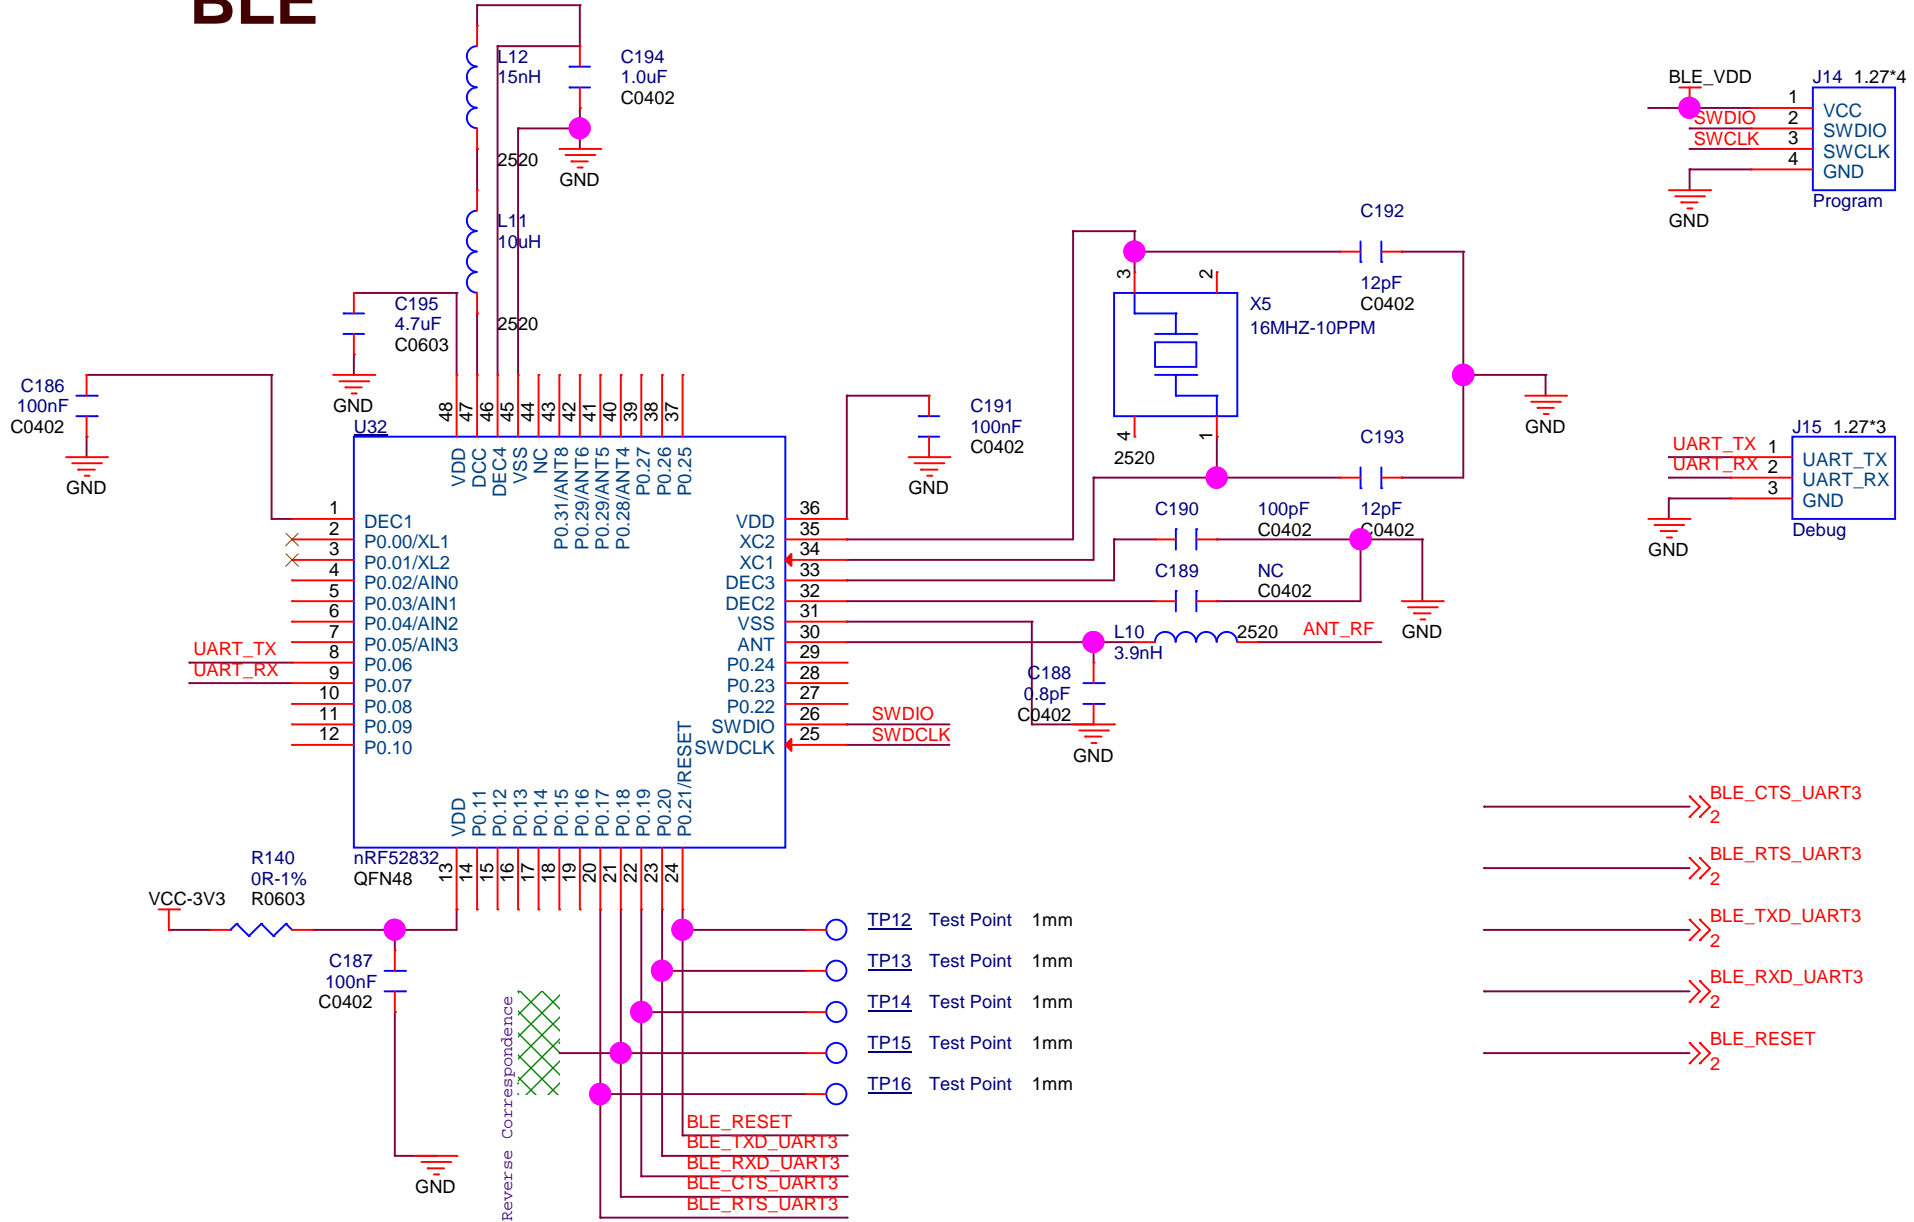 BLE
L12
15nH
2520
C194
1.0uF
C0402
GND
L11
10uH
2520
C195
4.7uF
C0603
GND
C186
100nF
C0402
GND
U32
48
47
46
45
44
43
42
41
40
39
38
37
VDD
DCC
DEC4
VSS
NC
P0.31/ANT8
P0.29/ANT6
P0.29/ANT5
P0.28/ANT4
P0.27
P0.26
P0.25
1 DEC1
2 P0.00/XL1
3 P0.01/XL2
4 P0.02/AIN0
5 P0.03/AIN1
6 P0.04/AIN2
7 P0.05/AIN3
UART_TX 8 P0.06
UART_RX 9 P0.07
10 P0.08
11 P0.09
12 P0.10
VDD 36
XC2 35
XC1 34
DEC3 33
DEC2 32
VSS 31
ANT 30
P0.24 29
P0.23 28
P0.22 27
SWDIO 26 SWDIO
SWDCLK 25 SWDCLK
VDD
P0.11
P0.12
P0.13
P0.14
P0.15
P0.16
P0.17
P0.18
P0.19
P0.20
P0.21/RESET
13
14
15
16
17
18
19
20
21
22
23
24
nRF52832
QFN48
C191
100nF
C0402
GND
C192
12pF
C0402
3
2
X5
16MHZ-10PPM
4
1
2520
GND
C193
12pF
C0402
C190
100pF
C0402
C189
NC
C0402
GND
L10
3.9nH
2520
ANT_RF
C188
0.8pF
C0402
GND
BLE_VDD
J14 1.27*4
1 VCC
SWDIO 2 SWDIO
SWCLK 3 SWCLK
4 GND
GND
Program
J15 1.27*3
UART_TX 1 UART_TX
UART_RX 2 UART_RX
3 GND
GND
Debug
VCC-3V3
R140
0R-1%
R0603
C187
100nF
C0402
GND
Reverse Correspondence
TP12 Test Point 1mm
TP13 Test Point 1mm
TP14 Test Point 1mm
TP15 Test Point 1mm
TP16 Test Point 1mm
BLE_RESET
BLE_TXD_UART3
BLE_RXD_UART3
BLE_CTS_UART3
BLE_RTS_UART3
BLE_CTS_UART3
2
BLE_RTS_UART3
2
BLE_TXD_UART3
2
BLE_RXD_UART3
2
BLE_RESET
2